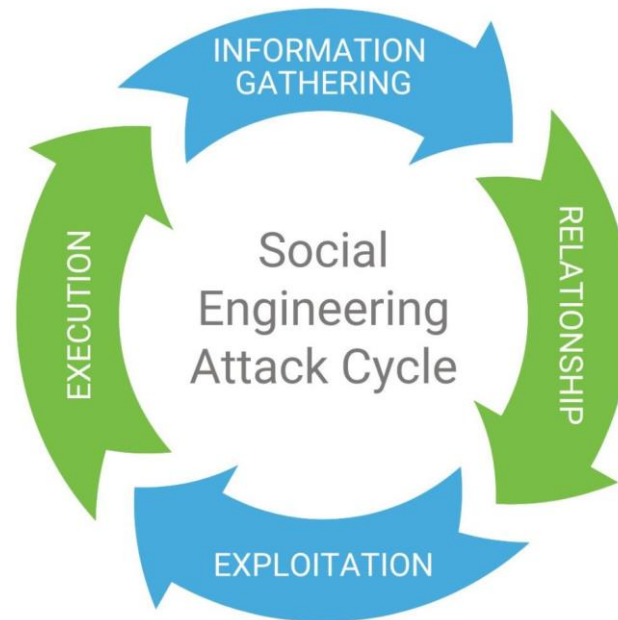 INFORMATION
GATHERING
RELATIONSHIP
Social
Engineering
Attack Cycle
EXECUTION
EXPLOITATION